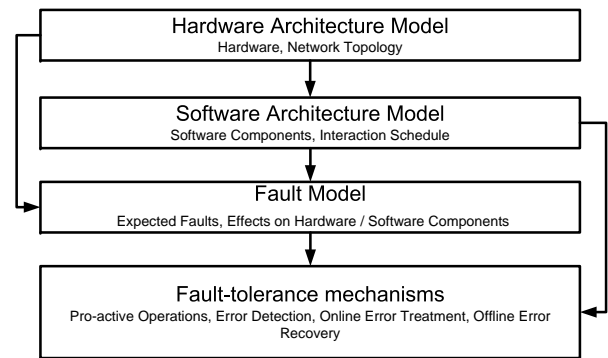 Hardware Architecture Model
Hardware, Network Topology
Software Architecture Model
Software Components, Interaction Schedule
Fault Model
Expected Faults, Effects on Hardware / Software Components
Fault-tolerance mechanisms
Pro-active Operations, Error Detection, Online Error Treatment, Offline Error
Recovery